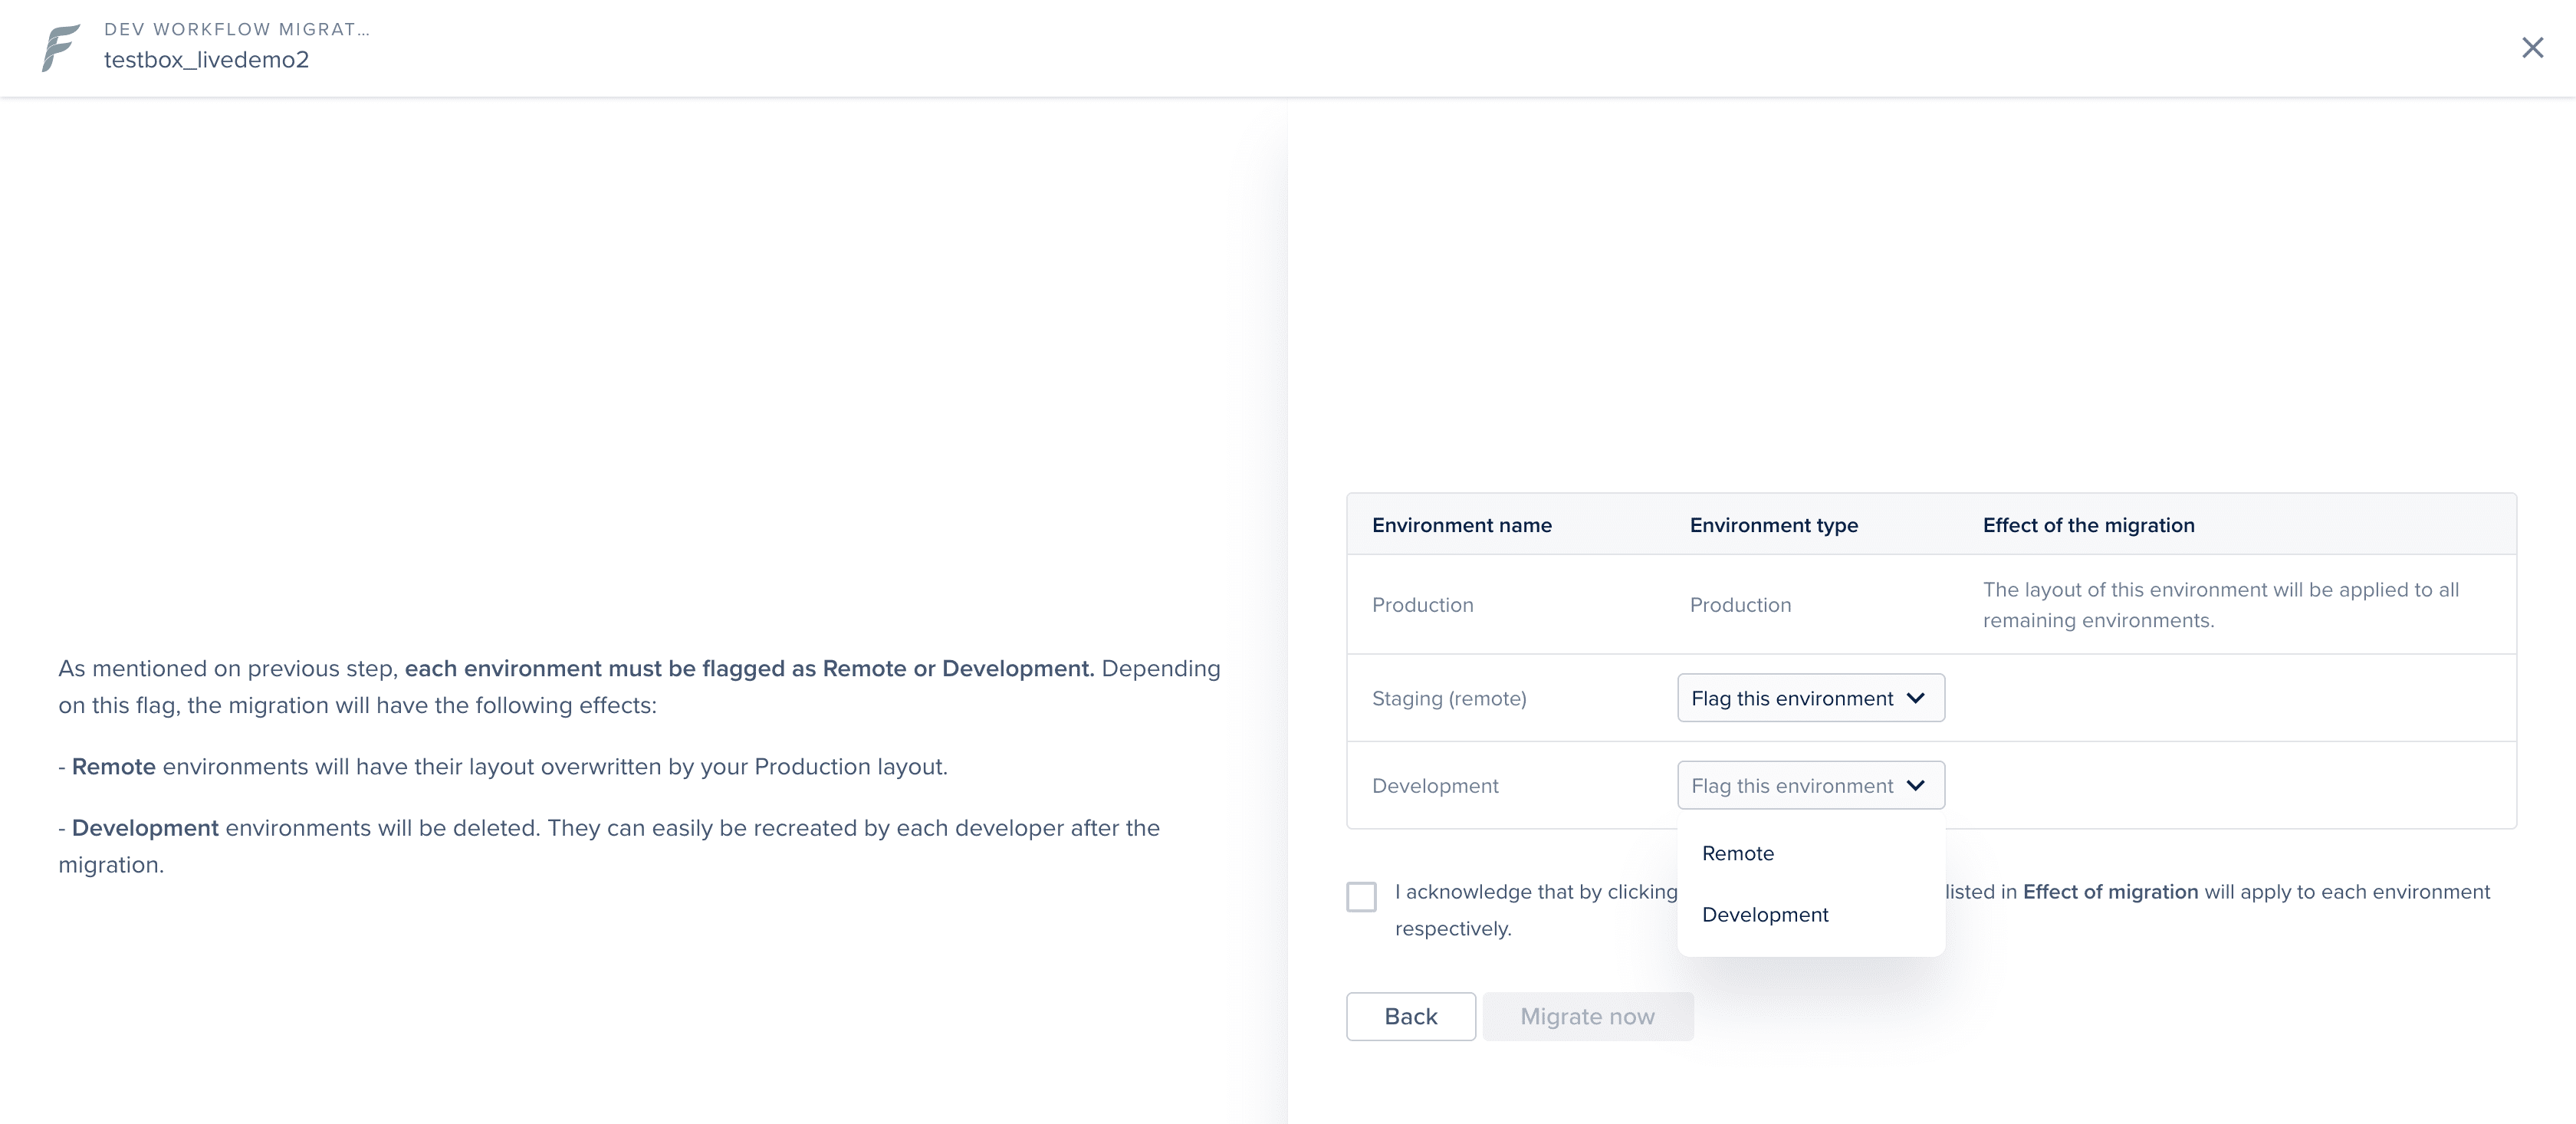 DEV WORKFLOW MIGRAT...
testbox_livedemo2
As mentioned on previous step, each environment must be flagged as Remote or Development. Depending
on this flag, the migration will have the following effects:
- Remote environments will have their layout overwritten by your Production layout.
- Development environments will be deleted. They can easily be recreated by each developer after the
migration.
Environment name Environment type Effect of the migration
Production Production The layout of this environment will be applied to all
remaining environments.
Staging (remote) Flag this environment
Development Flag this environment
Remote
Development
I acknowledge that by clicking listed in Effect of migration will apply to each environment
respectively.
Back Migrate now